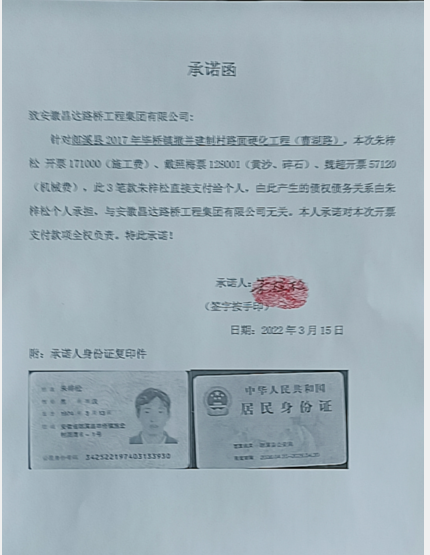 承诺函
致安徽昌达路桥工程集团有限公司:
针对郎溪县2017年毕桥镇撤并建制村路面硬化工程（曹湖路），本次朱梓
松 开票171000（施工费）、戴照梅票128001（黄沙、碎石）、魏超开票57120
（机械费）、此3笔款朱梓松直接支付给个人，由此产生的债权债务关系由朱
梓松个人承担，与安徽昌达路桥工程集团有限公司无关。本人承诺对本次开票
支付款项全权负责。特此承诺！
承诺人:
（签字按手印）
日期：2022年3月15日
附：承诺人身份证复印件
中华人民共和国
居民身份证
342522197403133930